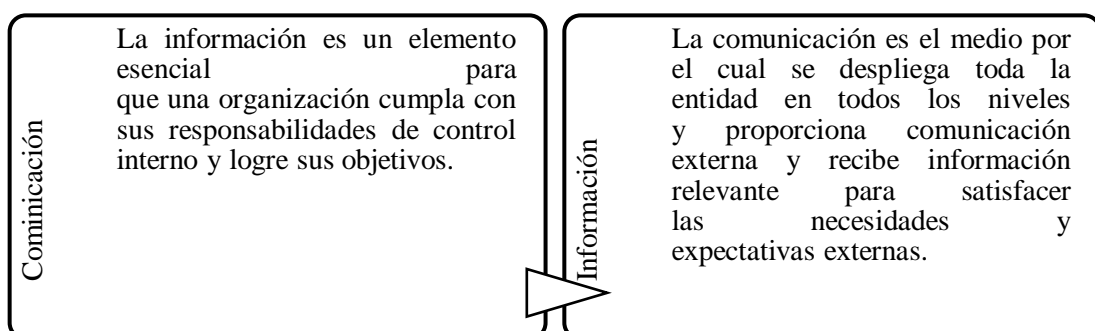 Cominicación
La información es un elemento
esencial para
que una organización cumpla con
sus responsabilidades de control
interno y logre sus objetivos.
Información
La comunicación es el medio por
el cual se despliega toda la
entidad en todos los niveles
y proporciona comunicación
externa y recibe información
relevante para satisfacer
las necesidades y
expectativas externas.